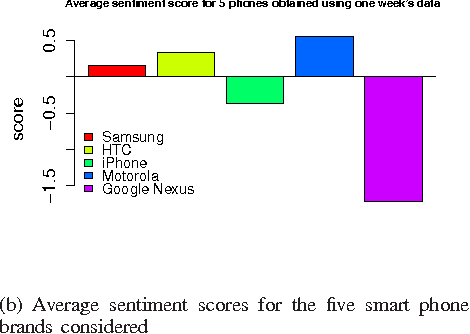 Average sentiment score for 5 phones obtained using one week's data
0.5
−0.5
−1.5
score
Samsung
HTC
iPhone
Motorola
Google Nexus
(b) Average sentiment scores for the five smart phone
brands considered